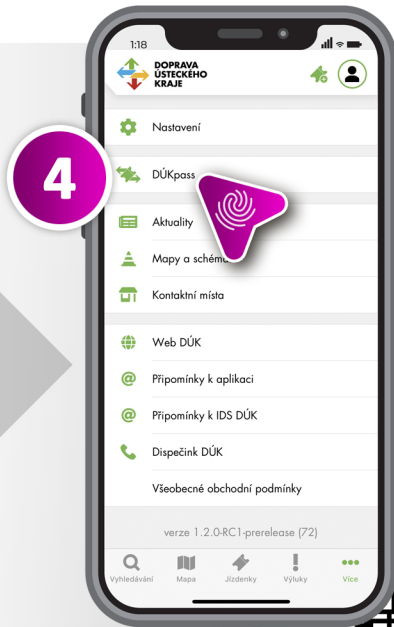 1:18
DOPRAVA
ÚSTECKÉHO
KRAJE
Nastavení
4
DÚKpass
Aktuality
Mapy a schéma
Kontaktní místa
Web DÚK
Připomínky k aplikaci
Připomínky k IDS DÚK
Dispečink DÚK
Všeobecné obchodní podmínky
verze 1.2.0-RC1-prerelease (72)
Vyhledávání Mapa Jízdenky Výluky Více